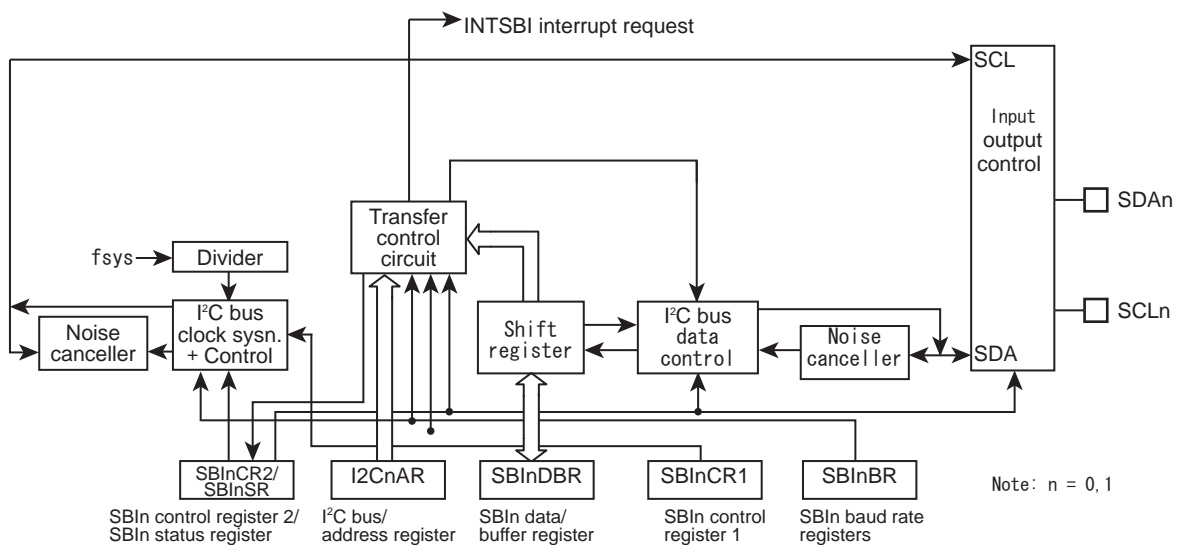 INTSBI interrupt request
SCL
Input
output
control
SDAn
Transfer
control
circuit
fsys
Divider
I²C bus
clock sysn.
+ Control
Noise
canceller
Shift
register
I²C bus
data
control
Noise
canceller
SDA
SCLn
SBInCR2/
SBInSR
I2CnAR
SBInDBR
SBInCR1
SBInBR
Note: n = 0,1
SBIn control register 2/
SBIn status register
I²C bus/
address register
SBIn data/
buffer register
SBIn control
register 1
SBIn baud rate
registers